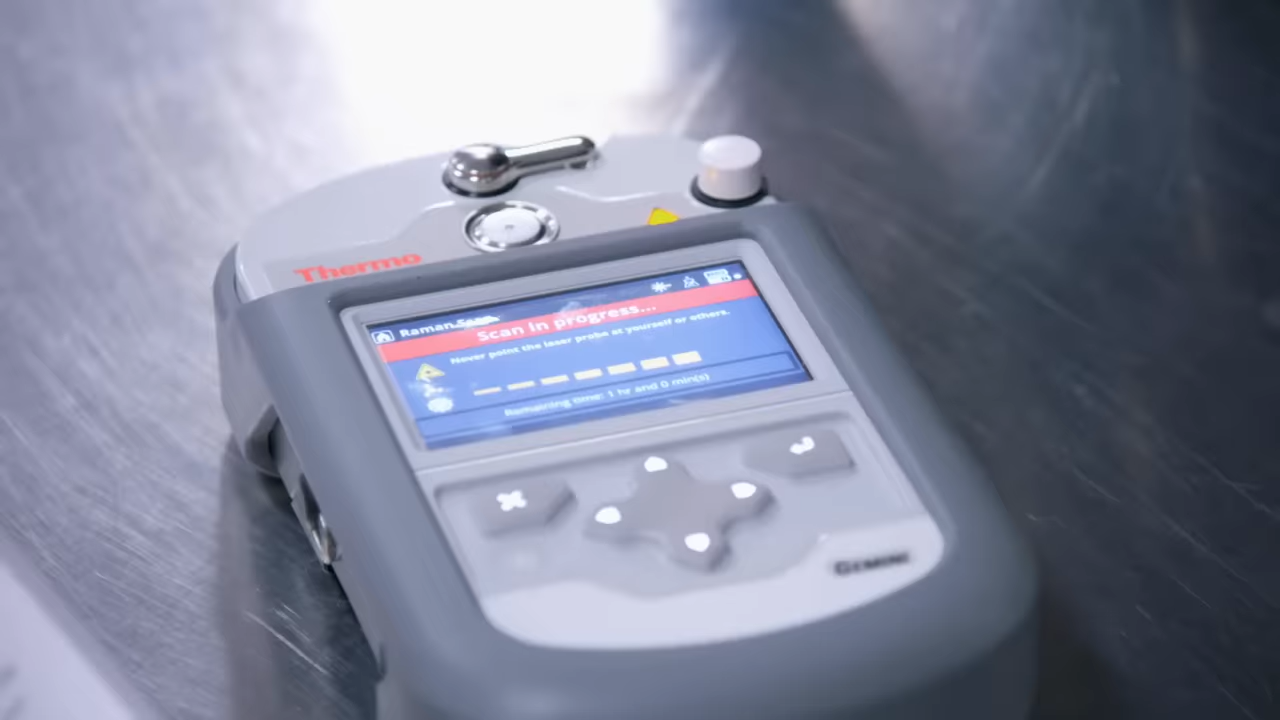 Thermo
Raman Scan
Scan in progress...
Never point the laser probe at yourself or others.
Remaining time: 1 hr and 0 min(s)
GEMINI